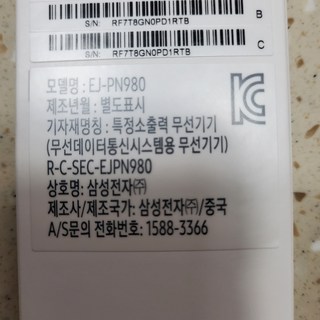 S/N: RF7T8GN0PD1RTB
B
S/N: RF7T8GN0PD1RTB
C
모델명 : EJ-PN980
제조년월 : 별도표시
기자재명칭 : 특정소출력 무선기기
(무선데이터통신시스템용 무선기기)
R-C-SEC-EJPN980
상호명 : 삼성전자㈜
제조사/제조국가: 삼성전자㈜/중국
A/S문의 전화번호: 1588-3366